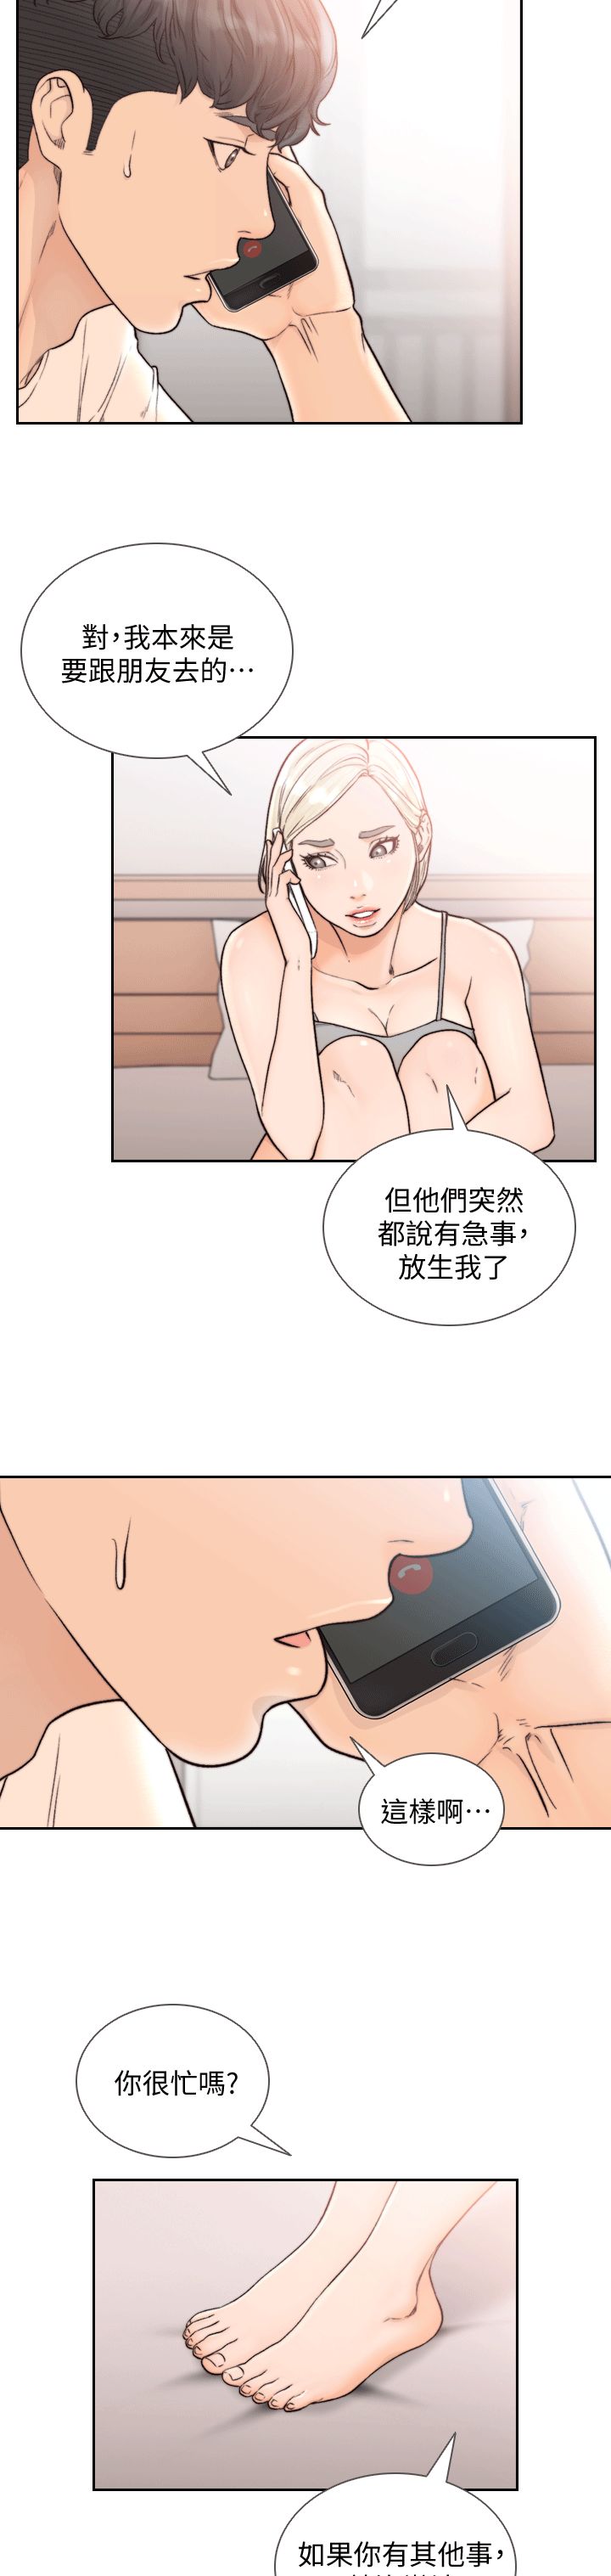 對，我本來是
要跟朋友去的…
但他們突然
都說有急事，
放生我了
這樣啊…
你很忙嗎？
如果你有其他事，